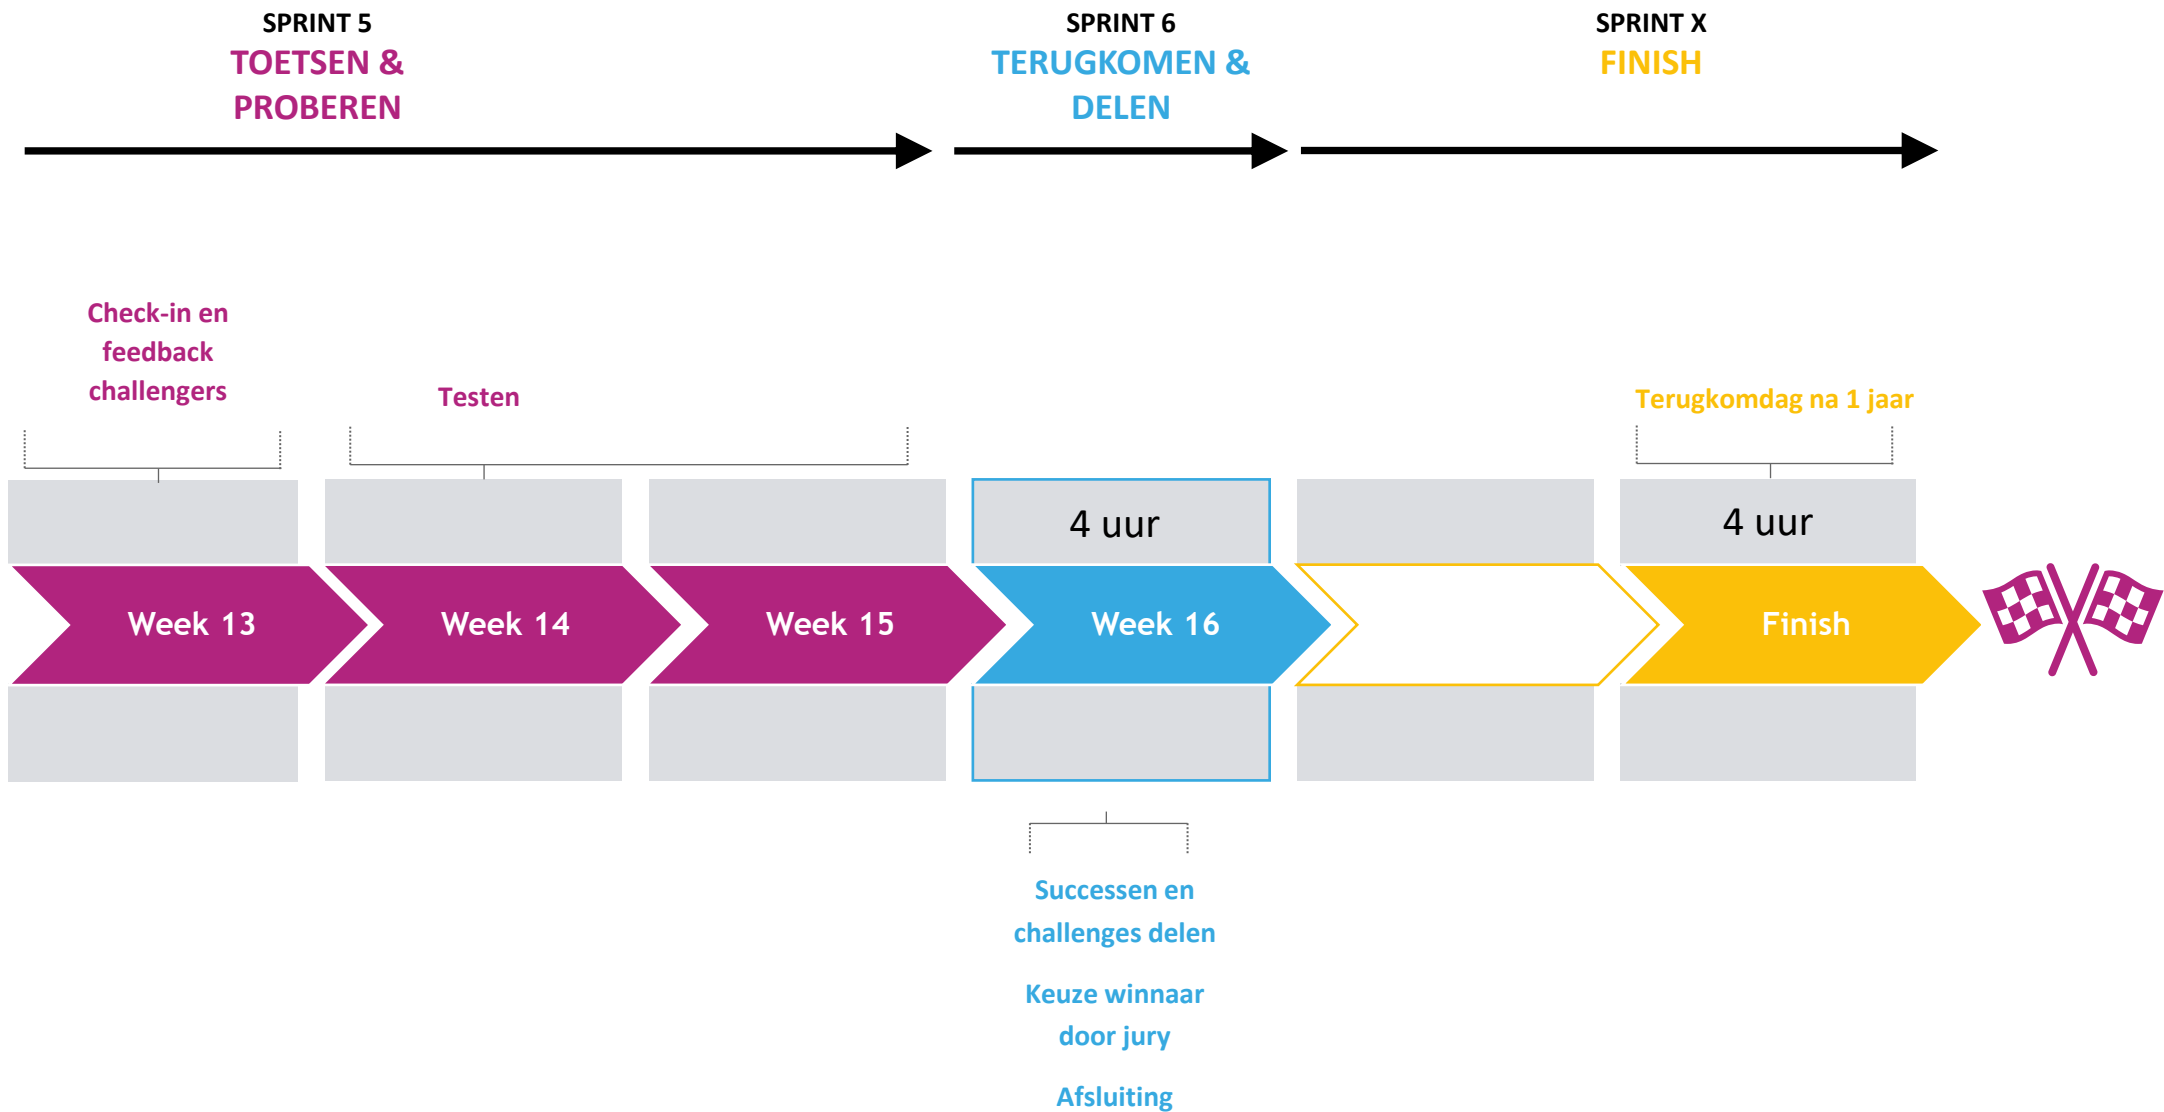 SPRINT 5
TOETSEN &
PROBEREN
SPRINT 6
TERUGKOMEN &
DELEN
SPRINT X
FINISH
Check-in en
feedback
challengers
Testen
Terugkomdag na 1 jaar
4 uur
4 uur
Week 13
Week 14
Week 15
Week 16
Finish
Successen en
challenges delen
Keuze winnaar
door jury
Afsluiting